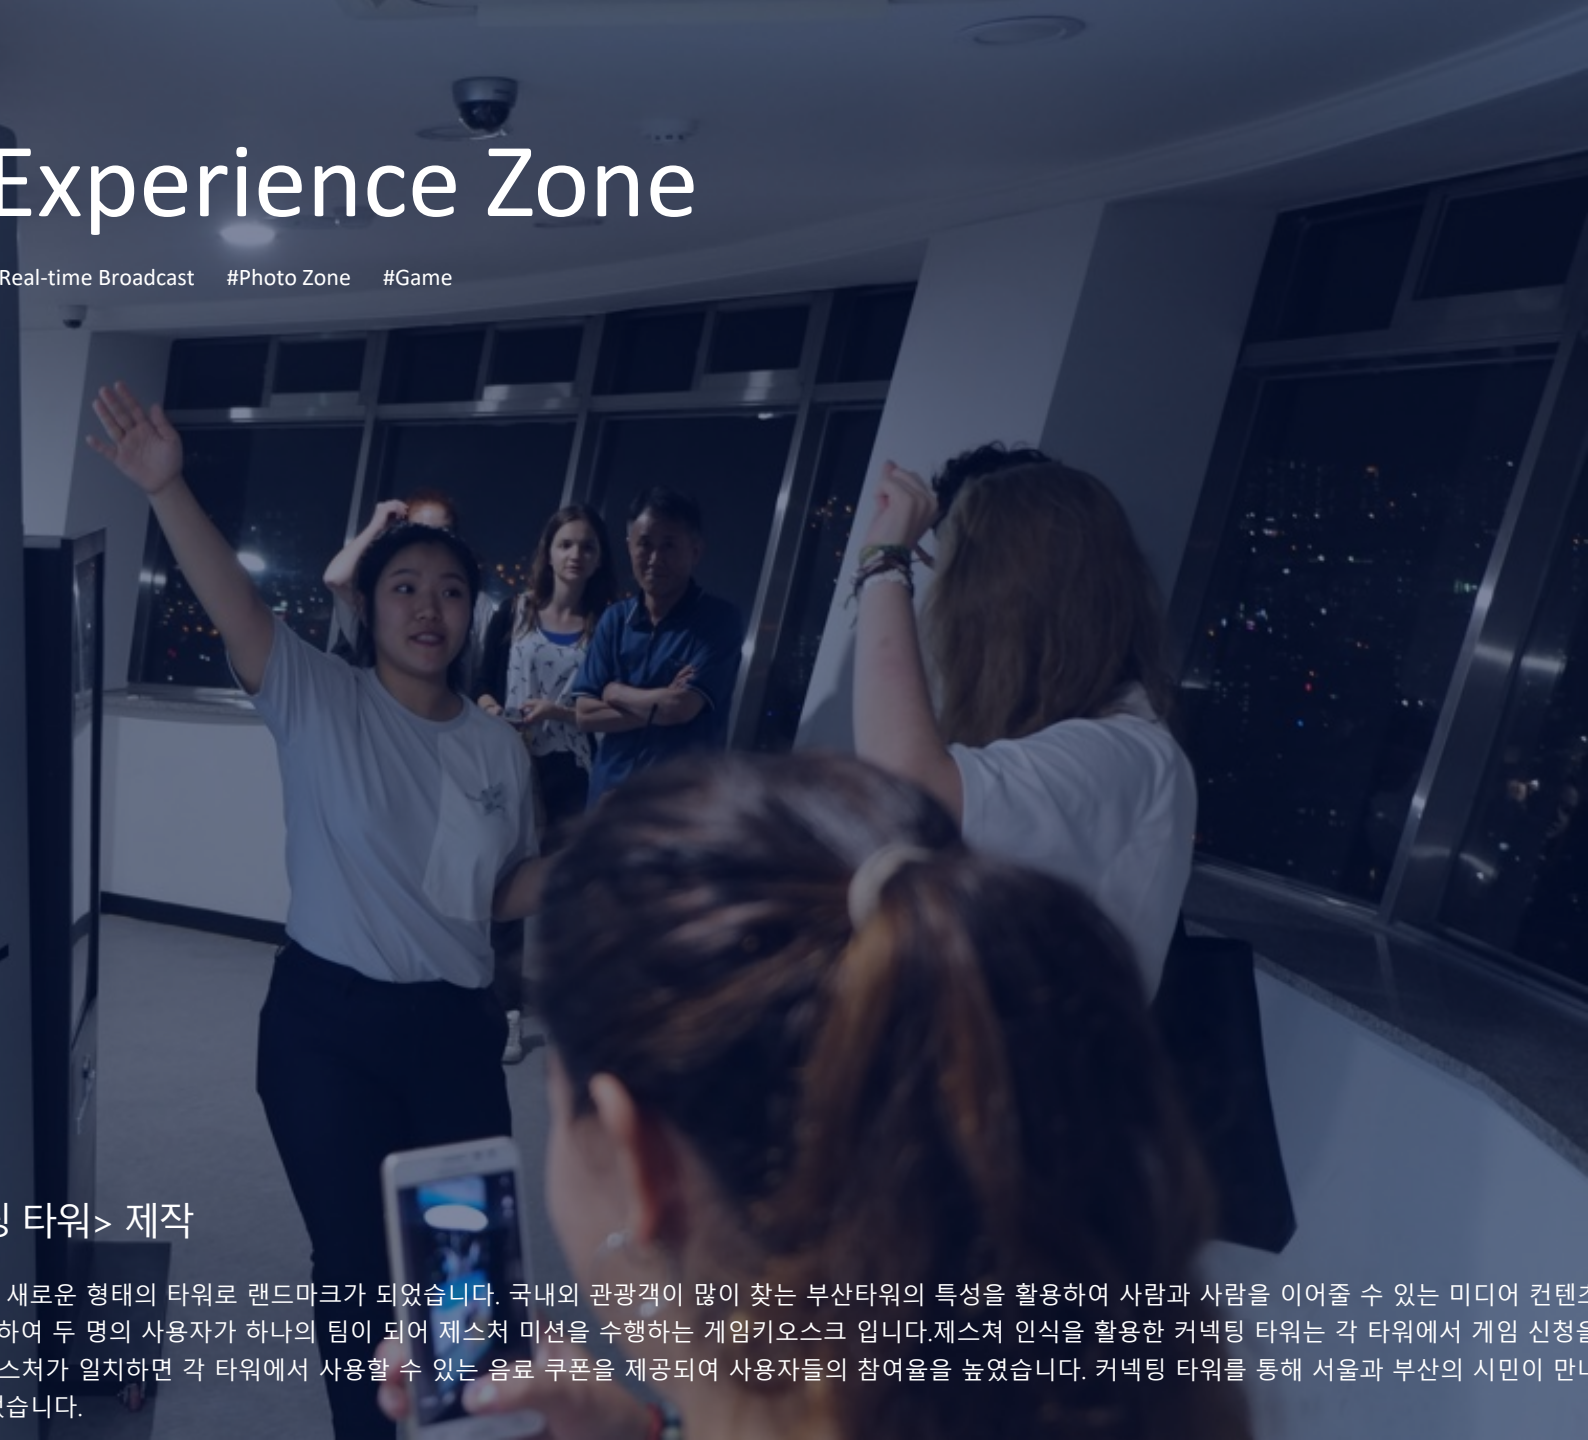 Experience Zone
Real-time Broadcast #Photo Zone #Game
타워> 제작
새로운 형태의 타워로 랜드마크가 되었습니다. 국내외 관광객이 많이 찾는 부산타워의 특성을 활용하여 사람과 사람을 이어줄 수 있는 미디어 컨텐츠
하여 두 명의 사용자가 하나의 팀이 되어 제스처 미션을 수행하는 게임키오스크 입니다.제스쳐 인식을 활용한 커넥팅 타워는 각 타워에서 게임 신청을
스처가 일치하면 각 타워에서 사용할 수 있는 음료 쿠폰을 제공되여 사용자들의 참여율을 높였습니다. 커넥팅 타워를 통해 서울과 부산의 시민이 만나
었습니다.